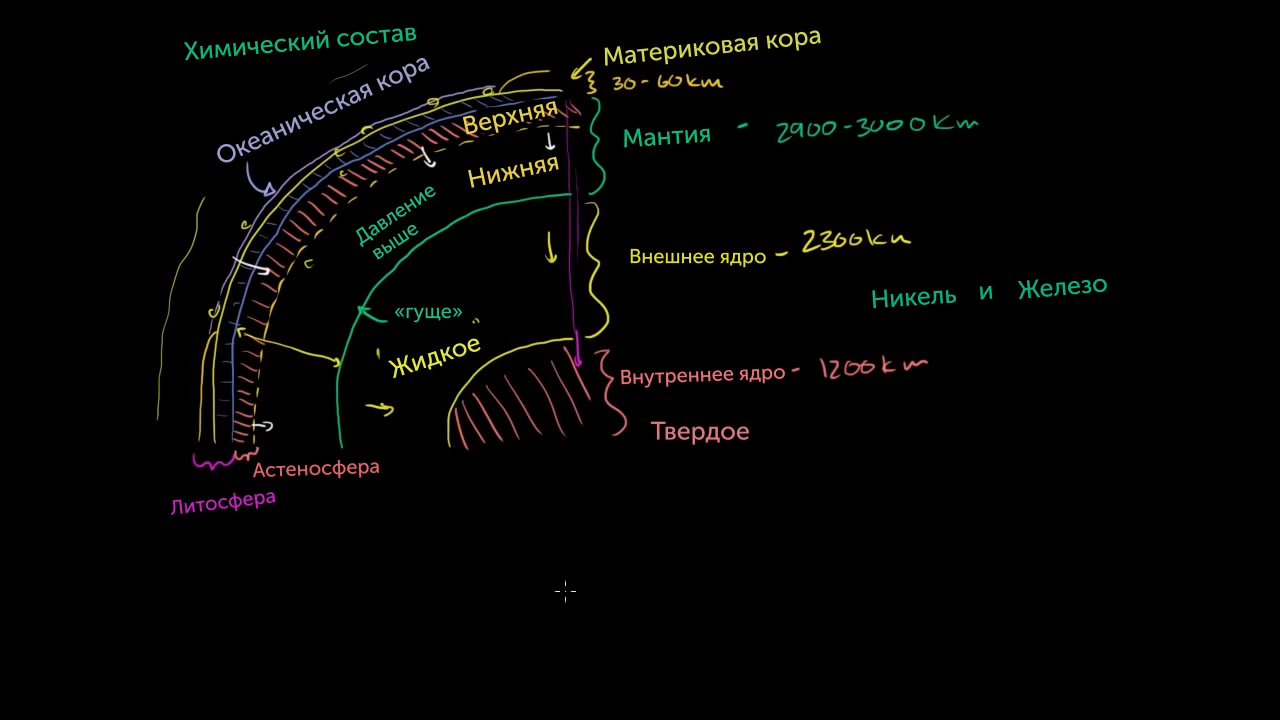 Химический состав
Океаническая кора
Материковая кора
30-60km
Верхняя
Мантия - 2900-3000km
Нижняя
Давление
выше
Внешнее ядро - 2300km
Никель и Железо
«гуще»
"Жидкое"
Внутреннее ядро - 1200km
Твердое
Астеносфера
Литосфера